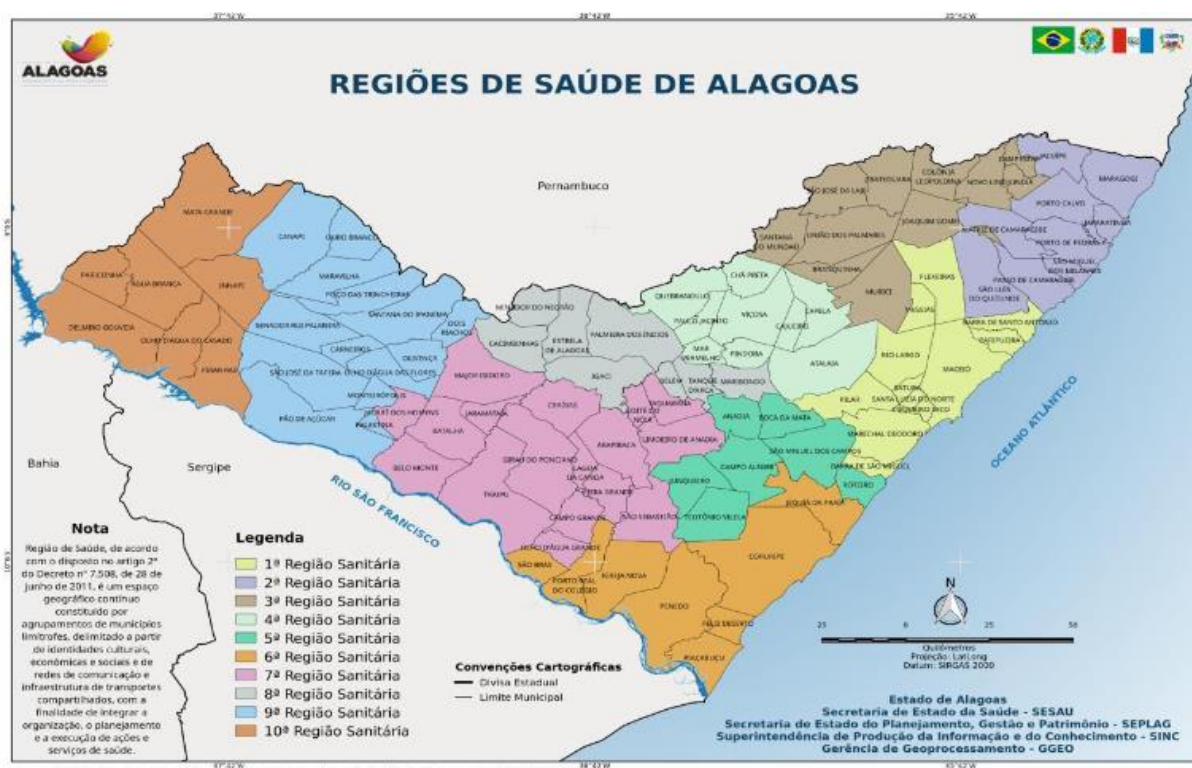 37°42'W
36°42'W
35°42'W
ALAGOAS
REGIÕES DE SAÚDE DE ALAGOAS
Pernambuco
JACUÍPE
COLÔNIA
LEOPOLDINA
NOVO LINO
MARAGOGI
SÃO JOSÉ DA LAJE
PORTO CALVO
MATA GRANDE
JOAQUIM GOMES
JAPARATINGA
CANAPI
OURO BRANCO
SANTANA
DO MUNDAÚ
UNIÃO DOS PALMARES
MATRIZ DE CAMARAGIBE
PORTO DE PEDRAS
SÃO MIGUEL
DOS MILAGRES
BRANQUINHA
FLEXEIRAS
PASSO DE CAMARAGIBE
SÃO LUÍS
DO QUITUNDE
MARAVILHA
CHÃ PRETA
PARICONHA
ÁGUA BRANCA
INHAPI
POÇO DAS TRINCHEIRAS
QUEBRANGULO
MURICI
SANTANA DO IPANEMA
PAULO JACINTO
VIÇOSA
CAPELA
MESSIAS
BARRA DE SANTO ANTÔNIO
DELMIRO GOUVEIA
SENADOR RUI PALMEIRA
DOIS
RIACHOS
PALMEIRA DOS ÍNDIOS
CAJUEIRO
PARIPUEIRA
OLHO D'ÁGUA DO CASADO
CARNEIROS
CACIMBINHAS
ESTRELA
DE ALAGOAS
MAR
VERMELHO
PINDOBA
RIO LARGO
OLIVENÇA
ATALAIA
MACEIÓ
PIRANHAS
SÃO JOSÉ DA TAPERA
OLHO D'ÁGUA DAS FLORES
MAJOR ISIDORO
IGACI
BELÉM
TANQUE
D'ARCA
MARIBONDO
SATUBA
MONTEIRÓPOLIS
PILAR
SANTA LUZIA DO NORTE
COQUEIRO SECO
PÃO DE AÇÚCAR
JACARÉ DOS HOMENS
PALESTINA
JARAMATAIA
CRAÍBAS
TAQUARANA
COITÉ DO
NÓIA
ANADIA
BOCA DA MATA
BATALHA
ARAPIRACA
LIMOEIRO DE ANADIA
MARECHAL DEODORO
SÃO MIGUEL DOS CAMPOS
BELO MONTE
GIRAU DO PONCIANO
LAGOA
DA CANOA
CAMPO ALEGRE
BARRA DE SÃO MIGUEL
JUNQUEIRO
ROTEIRO
TRAIPU
FEIRA GRANDE
JEQUIÁ DA PRAIA
CAMPO GRANDE
SÃO SEBASTIÃO
TEOTÔNIO VILELA
OLHO D'ÁGUA GRANDE
CORURIPE
SÃO BRÁS
PORTO REAL
DO COLÉGIO
IGREJA NOVA
PENEDO
FELIZ DESERTO
PIAÇABUÇU
Bahia
Sergipe
RIO SÃO FRANCISCO
OCEANO ATLÂNTICO
Nota
Região de Saúde, de acordo
com o disposto no artigo 2º
do Decreto nº 7.508, de 28 de
junho de 2011, é um espaço
geográfico contínuo
constituído por
agrupamentos de municípios
limítrofes, delimitado a partir
de identidades culturais,
econômicas e sociais e de
redes de comunicação e
infraestrutura de transportes
compartilhados, com a
finalidade de integrar a
organização, o planejamento
e a execução de ações e
serviços de saúde.
Legenda
1ª Região Sanitária
2ª Região Sanitária
3ª Região Sanitária
4ª Região Sanitária
5ª Região Sanitária
6ª Região Sanitária
7ª Região Sanitária
8ª Região Sanitária
9ª Região Sanitária
10ª Região Sanitária
Convenções Cartográficas
Divisa Estadual
Limite Municipal
N
25
25
50
Quilômetros
Projeção: Lat/Long
Datum: SIRGAS 2000
Estado de Alagoas
Secretaria de Estado da Saúde - SESAU
Secretaria de Estado do Planejamento, Gestão e Patrimônio - SEPLAG
Superintendência de Produção da Informação e do Conhecimento - SINC
Gerência de Geoprocessamento - GGEO